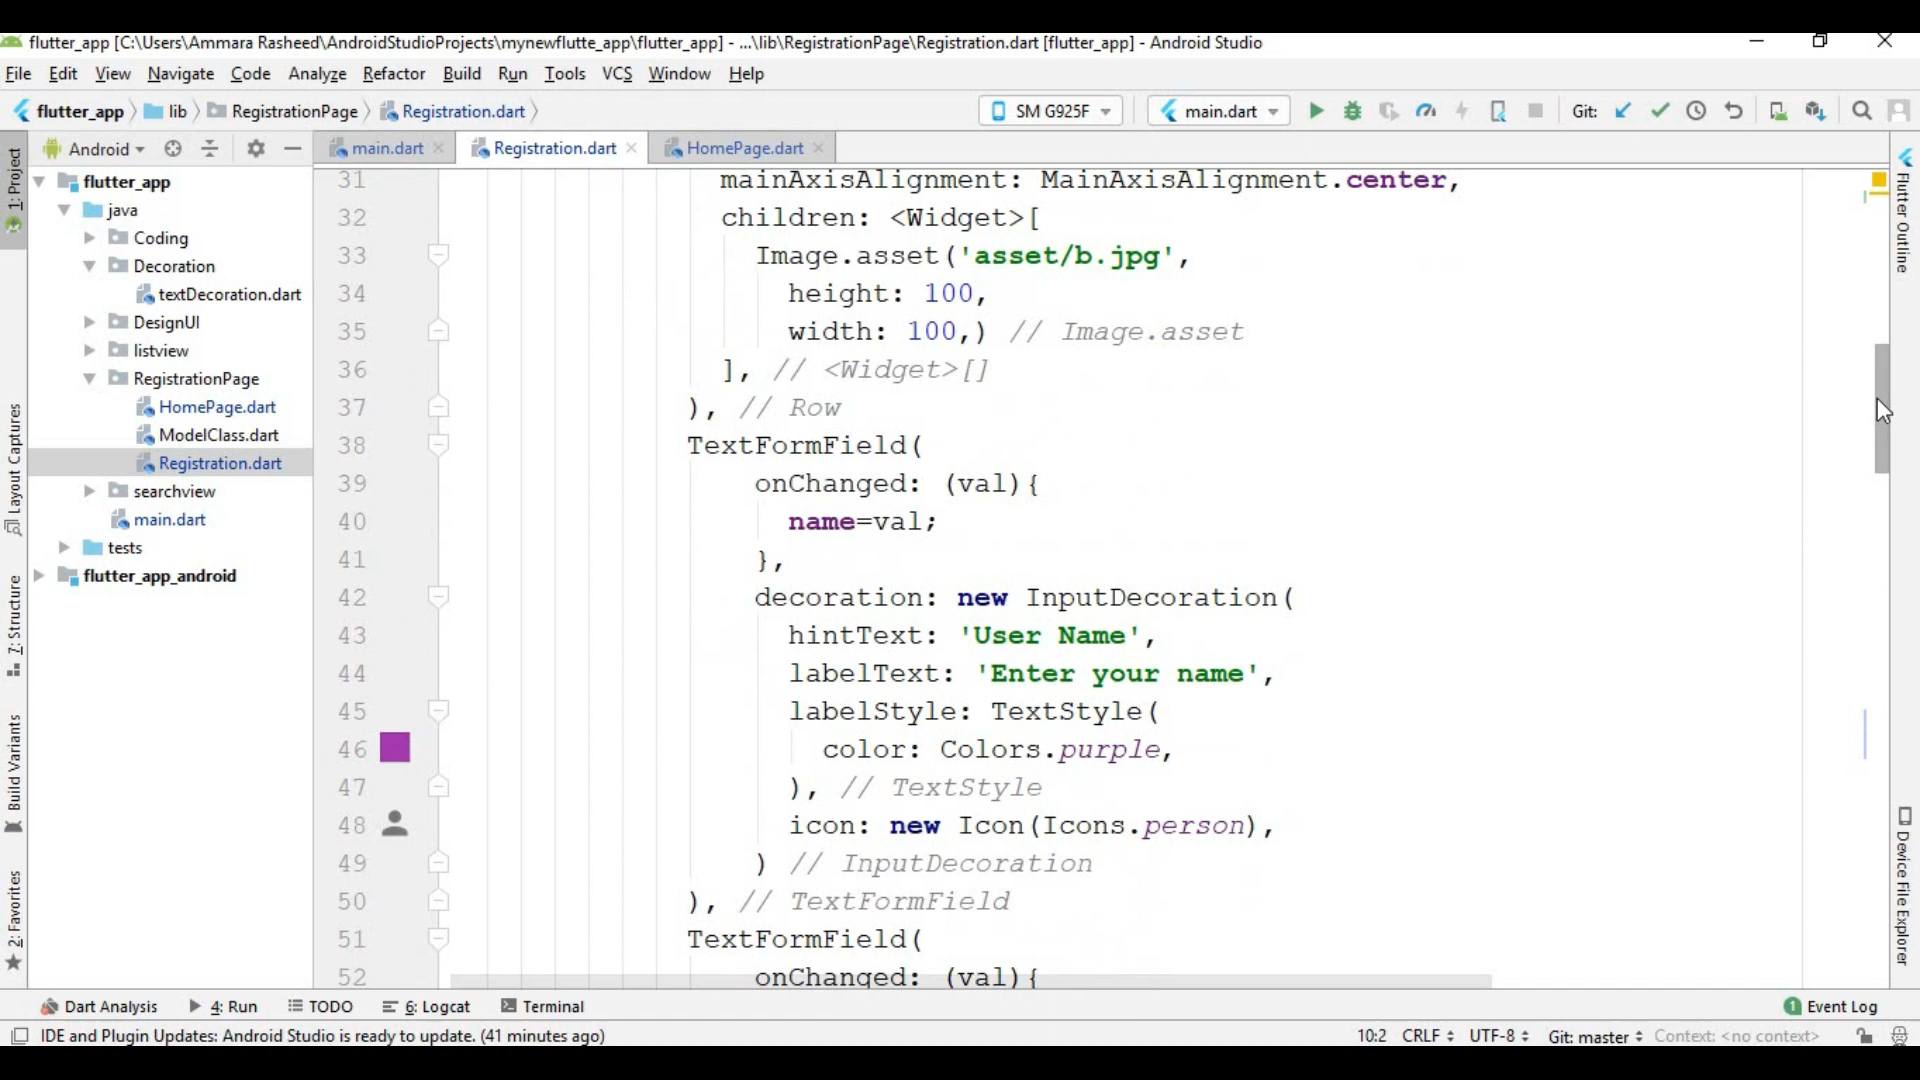 flutter_app [C:\Users\Ammara Rasheed\AndroidStudioProjects\mynewflutte_app\flutter_app] - ...\lib\RegistrationPage\Registration.dart [flutter_app] - Android Studio
File Edit View Navigate Code Analyze Refactor Build Run Tools VCS Window Help
flutter_app lib RegistrationPage Registration.dart SM G925F main.dart Git:
Android main.dart Registration.dart HomePage.dart
1: Project
Layout Captures
7: Structure
Build Variants
2: Favorites
flutter_app
java
Coding
Decoration
textDecoration.dart
DesignUI
listview
RegistrationPage
HomePage.dart
ModelClass.dart
Registration.dart
searchview
main.dart
tests
flutter_app_android
31 mainAxisAlignment: MainAxisAlignment.center,
32 children: <Widget>[
33 Image.asset('asset/b.jpg',
34 height: 100,
35 width: 100,) // Image.asset
36 ], // <Widget>[]
37 ), // Row
38 TextFormField(
39 onChanged: (val){
40 name=val;
41 },
42 decoration: new InputDecoration(
43 hintText: 'User Name',
44 labelText: 'Enter your name',
45 labelStyle: TextStyle(
46 color: Colors.purple,
47 ), // TextStyle
48 icon: new Icon(Icons.person),
49 ) // InputDecoration
50 ), // TextFormField
51 TextFormField(
52 onChanged: (val){
Flutter Outline
Device File Explorer
Dart Analysis 4: Run TODO 6: Logcat Terminal 1 Event Log
IDE and Plugin Updates: Android Studio is ready to update. (41 minutes ago) 10:2 CRLF UTF-8 Git: master Context: <no context>